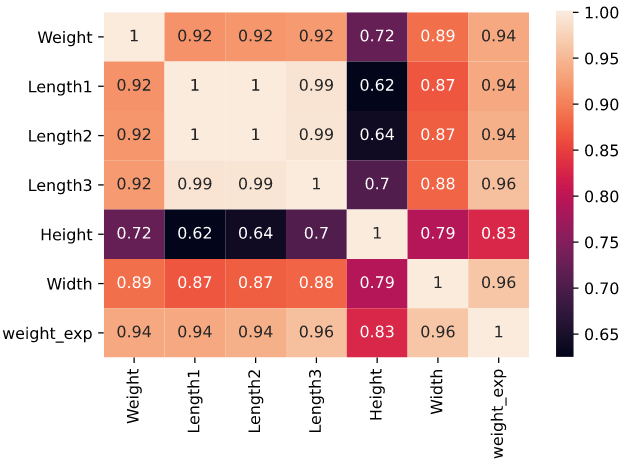 Weight 1 0.92 0.92 0.92 0.72 0.89 0.94
Length1 0.92 1 1 0.99 0.62 0.87 0.94
Length2 0.92 1 1 0.99 0.64 0.87 0.94
Length3 0.92 0.99 0.99 1 0.7 0.88 0.96
Height 0.72 0.62 0.64 0.7 1 0.79 0.83
Width 0.89 0.87 0.87 0.88 0.79 1 0.96
weight_exp 0.94 0.94 0.94 0.96 0.83 0.96 1
Weight Length1 Length2 Length3 Height Width weight_exp
1.00
0.95
0.90
0.85
0.80
0.75
0.70
0.65